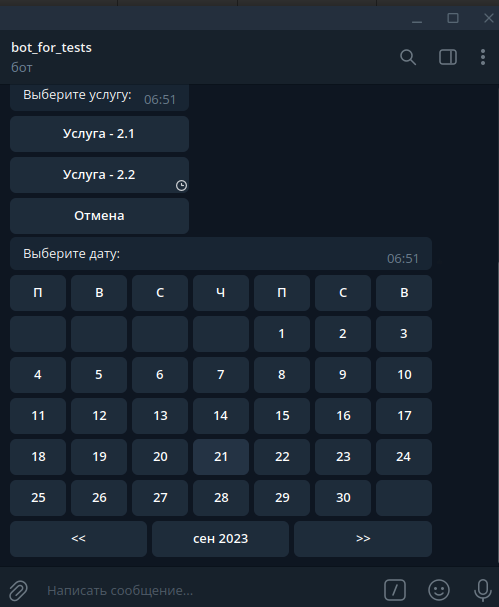 bot_for_tests
бот
Выберите услугу: 06:51
Услуга - 2.1
Услуга - 2.2
Отмена
Выберите дату: 06:51
П В С Ч П С В
1 2 3
4 5 6 7 8 9 10
11 12 13 14 15 16 17
18 19 20 21 22 23 24
25 26 27 28 29 30
<< сен 2023 >>
/ Написать сообщение...